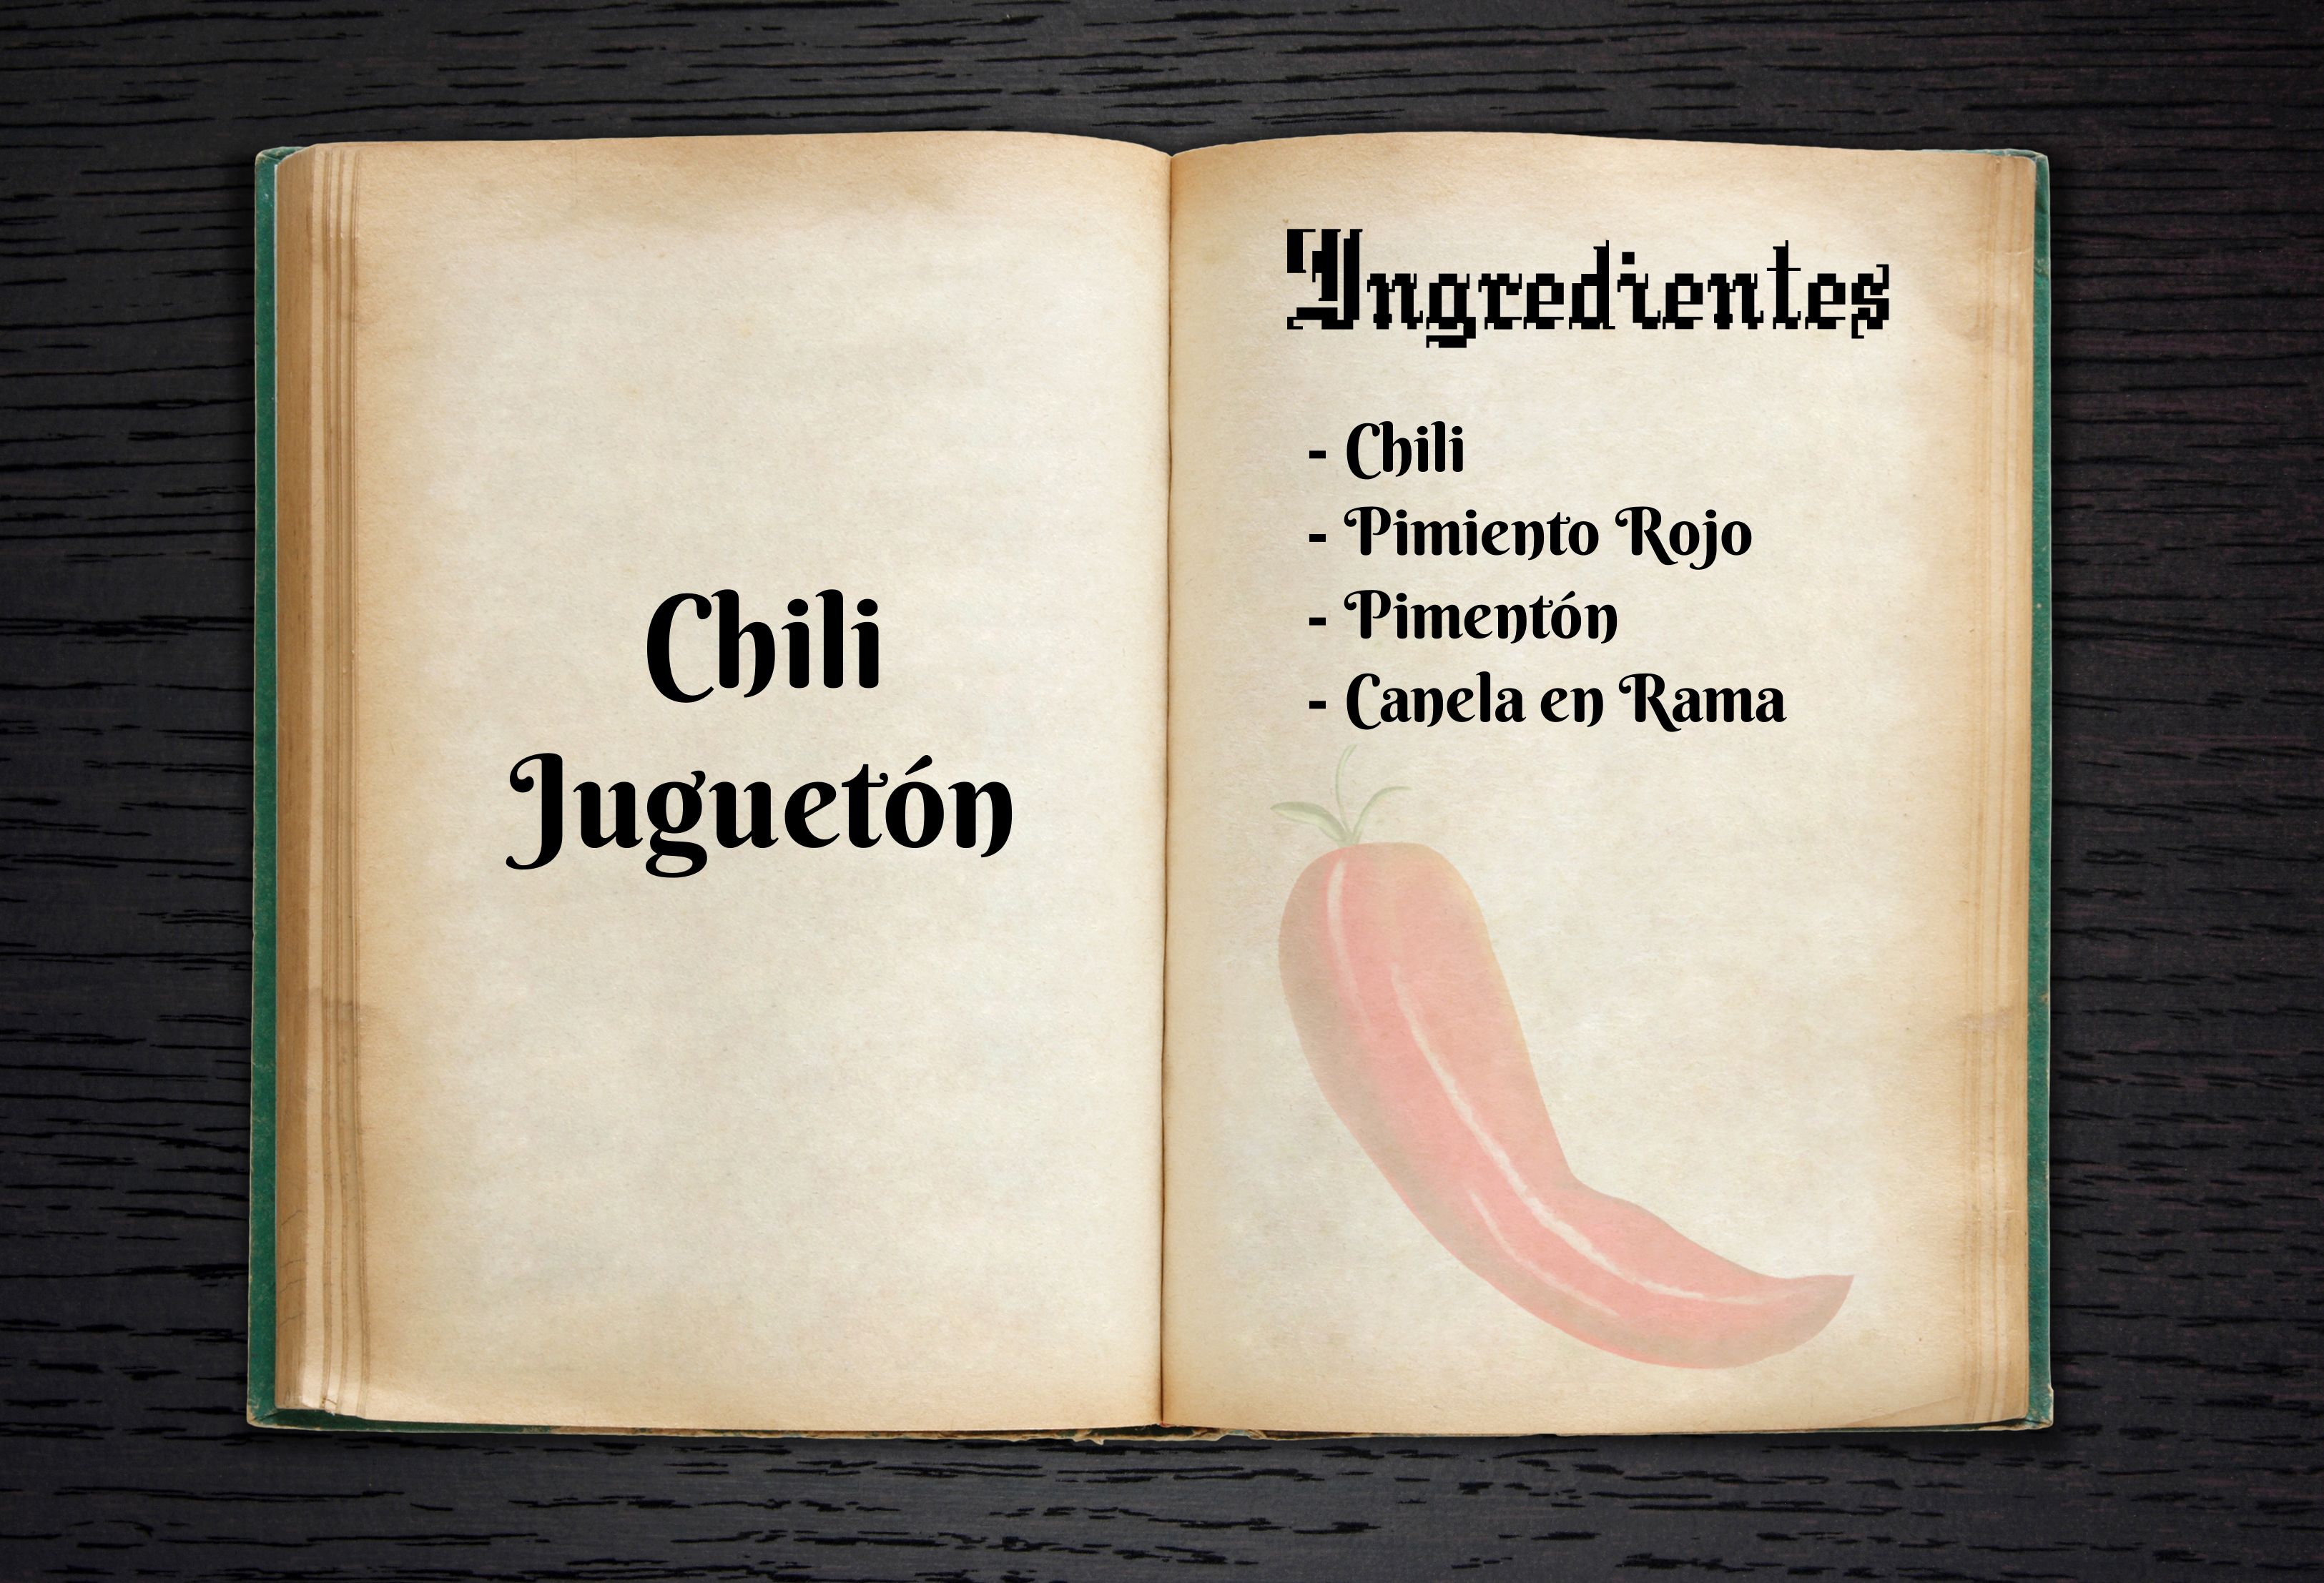 Chili
Juguetón
Ingredientes
- Chili
- Pimiento Rojo
- Pimentón
- Canela en Rama